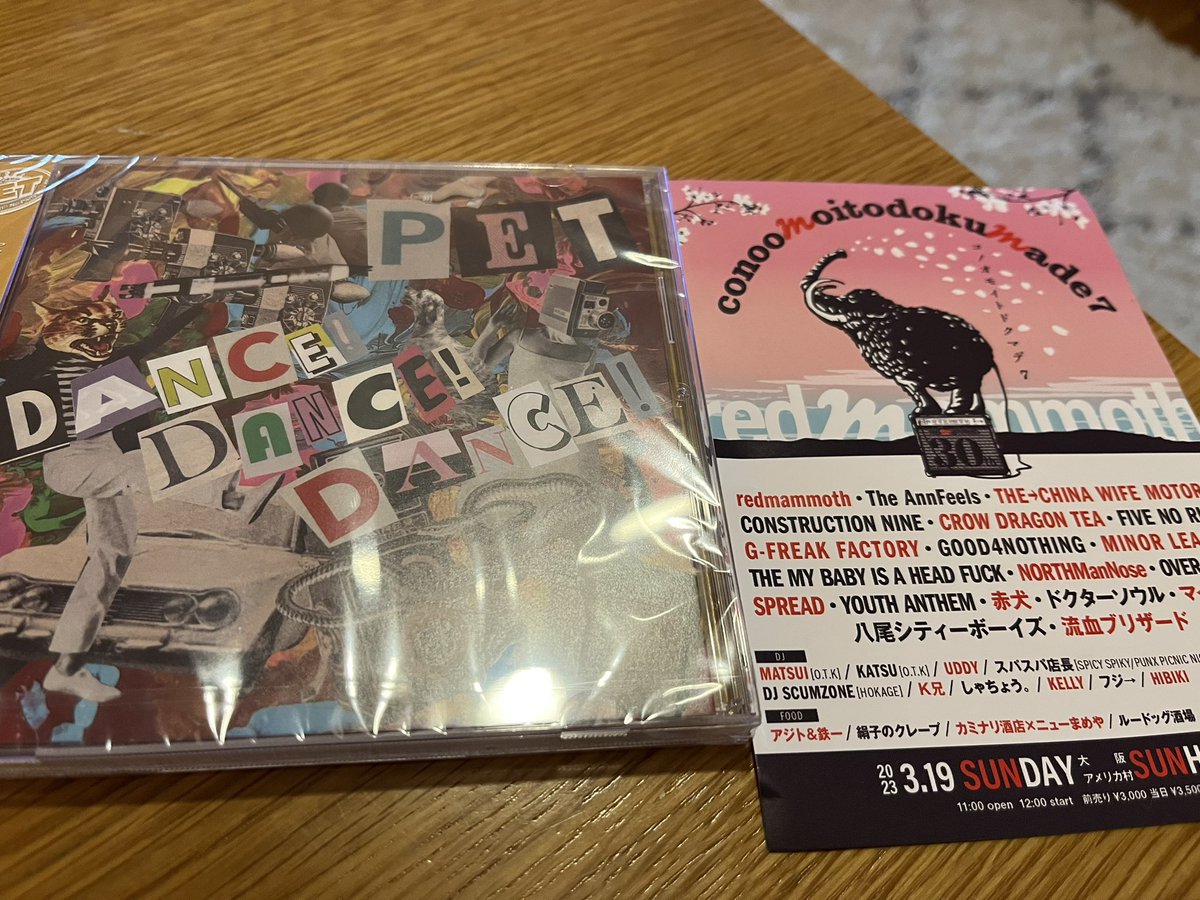 PET
DANCE!
DANCE!
DANCE!
conoomoitodokumade7
コノオモイトドクマデ7
redmammoth
30
redmammoth・The AnnFeels・THE→CHINA WIFE MOTOR
CONSTRUCTION NINE・CROW DRAGON TEA・FIVE NO RI
G-FREAK FACTORY・GOOD4NOTHING・MINOR LEA
THE MY BABY IS A HEAD FUCK・NORTHManNose・OVER
SPREAD・YOUTH ANTHEM・赤犬・ドクターソウル・マ
八尾シティーボーイズ・流血ブリザード
DJ
MATSUI[O.T.K] / KATSU[O.T.K] / UDDY / スパスパ店長[SPICY SPIKY/PUNX PICNIC NI
DJ SCUMZONE[HOKAGE] / K兄 / しゃちょう。/ KELLY / フジ→ / HIBIKI
FOOD
アジト&鉄一 / 絹子のクレープ / カミナリ酒店×ニューまめや / ルードッグ酒場
2023 3.19 SUNDAY 大阪アメリカ村 SUNH
11:00 open 12:00 start 前売り¥3,000 当日¥3,500